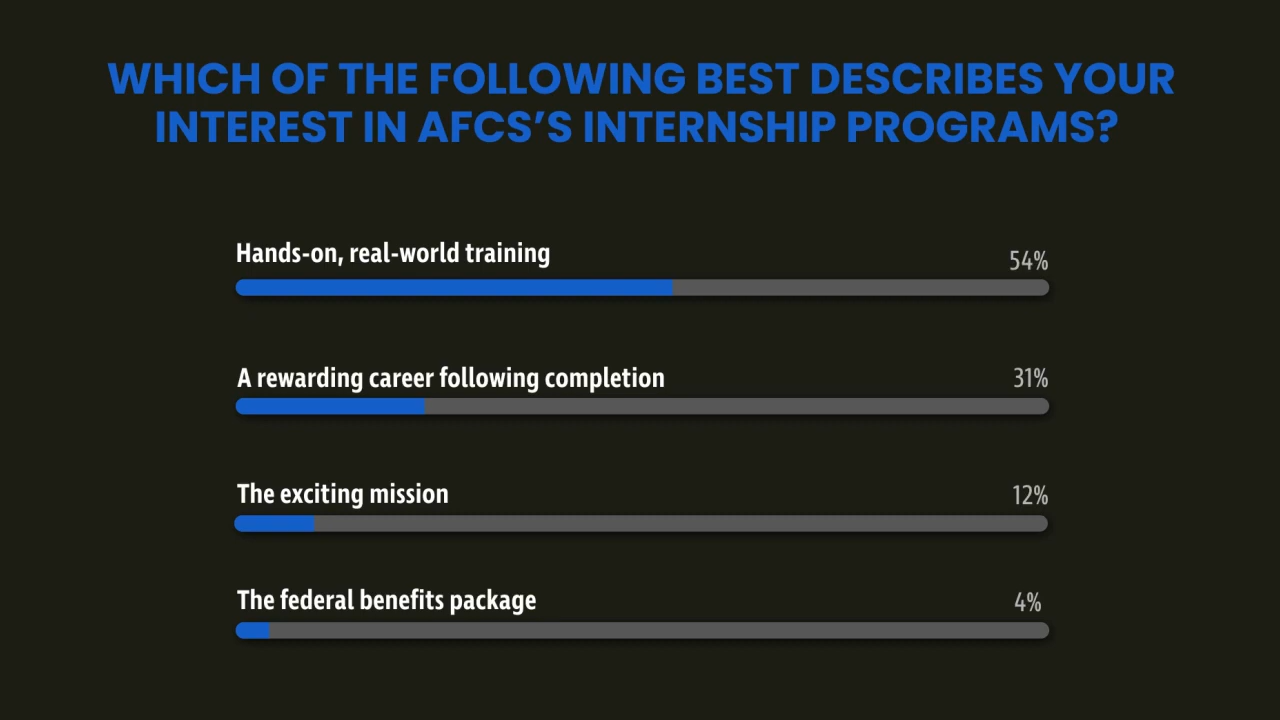 WHICH OF THE FOLLOWING BEST DESCRIBES YOUR
INTEREST IN AFCS’S INTERNSHIP PROGRAMS?
Hands-on, real-world training
54%
A rewarding career following completion
31%
The exciting mission
12%
The federal benefits package
4%